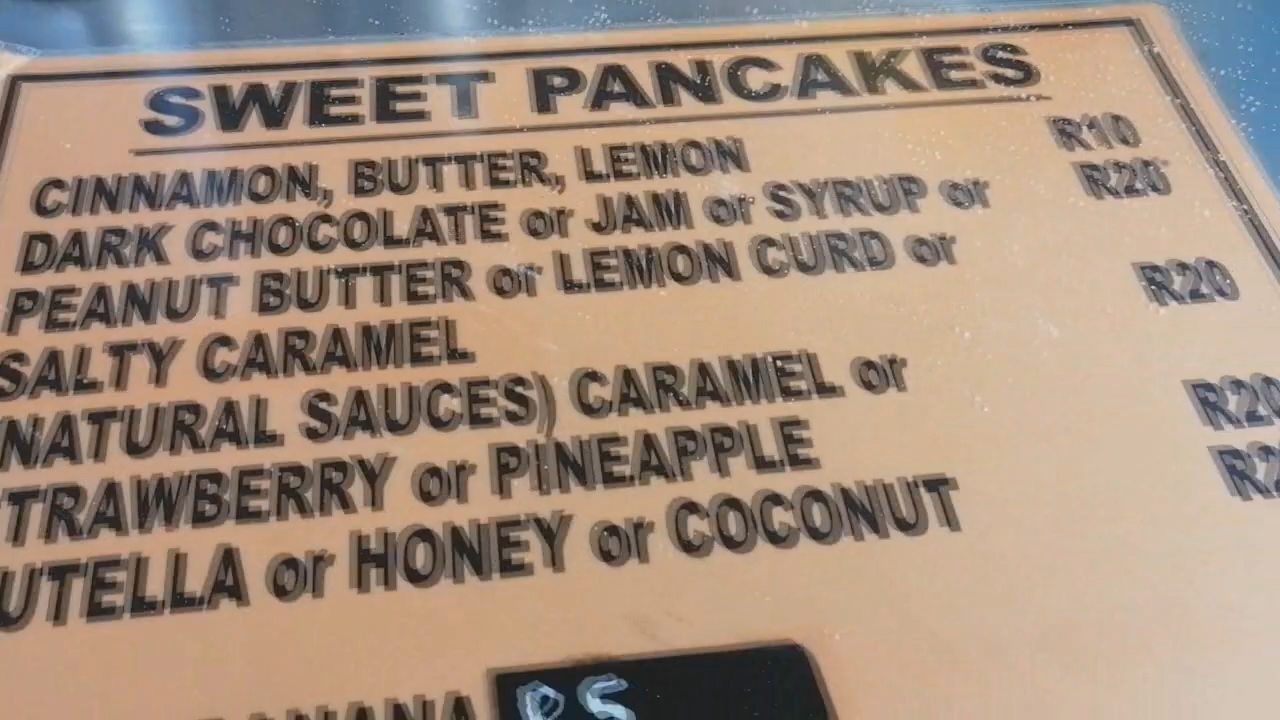 SWEET PANCAKES
CINNAMON, BUTTER, LEMON R10
DARK CHOCOLATE or JAM or SYRUP or R20
PEANUT BUTTER or LEMON CURD or R20
SALTY CARAMEL
NATURAL SAUCES) CARAMEL or R20
TRAWBERRY or PINEAPPLE
UTELLA or HONEY or COCONUT